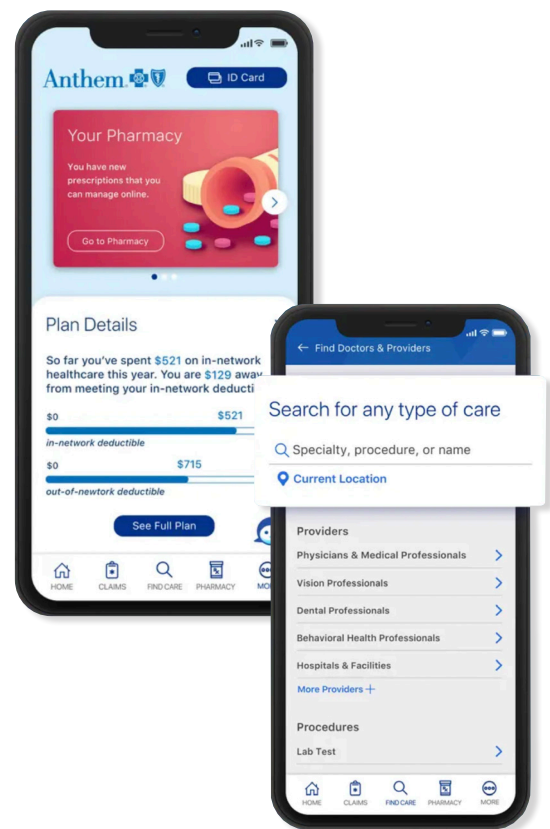 Anthem
ID Card
Your Pharmacy
You have new
prescriptions that you
can manage online.
Go to Pharmacy
Plan Details
So far you've spent $521 on in-network
healthcare this year. You are $129 away
from meeting your in-network deducti
$0 $521
in-network deductible
$0 $715
out-of-newtork deductible
See Full Plan
HOME CLAIMS FIND CARE PHARMACY MO
Find Doctors & Providers
Search for any type of care
Specialty, procedure, or name
Current Location
Providers
Physicians & Medical Professionals
Vision Professionals
Dental Professionals
Behavioral Health Professionals
Hospitals & Facilities
More Providers +
Procedures
Lab Test
HOME CLAIMS FIND CARE PHARMACY MORE